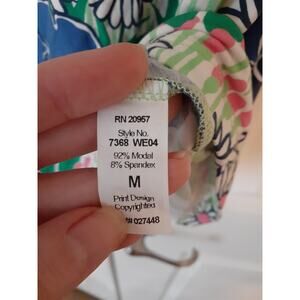 RN 20957
Style No.
7368 WE04
92% Modal
8% Spandex
M
Print Design
Copyrighted
#027448